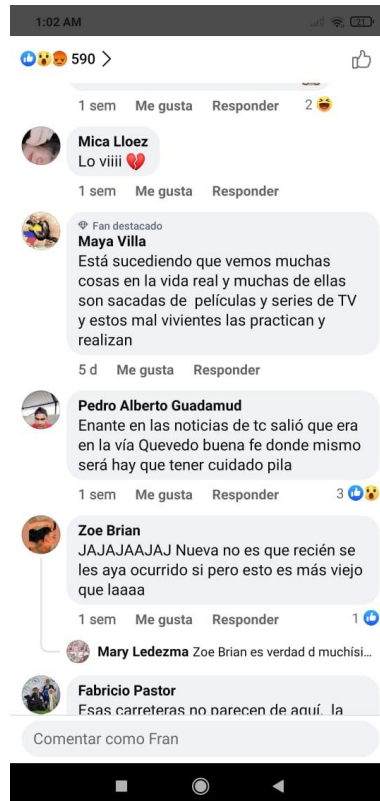 1:02 AM
21
590
1 sem Me gusta Responder 2
Mica Lloez
Lo viiii 💔
1 sem Me gusta Responder
Fan destacado
Maya Villa
Está sucediendo que vemos muchas
cosas en la vida real y muchas de ellas
son sacadas de películas y series de TV
y estos mal vivientes las practican y
realizan
5 d Me gusta Responder
Pedro Alberto Guadamud
Enante en las noticias de tc salió que era
en la vía Quevedo buena fe donde mismo
será hay que tener cuidado pila
1 sem Me gusta Responder 3
Zoe Brian
JAJAJAAJAJ Nueva no es que recién se
les aya ocurrido si pero esto es más viejo
que laaaa
1 sem Me gusta Responder 1
Mary Ledezma Zoe Brian es verdad d muchísi...
Fabricio Pastor
Esas carreteras no parecen de aquí, la
Comentar como Fran